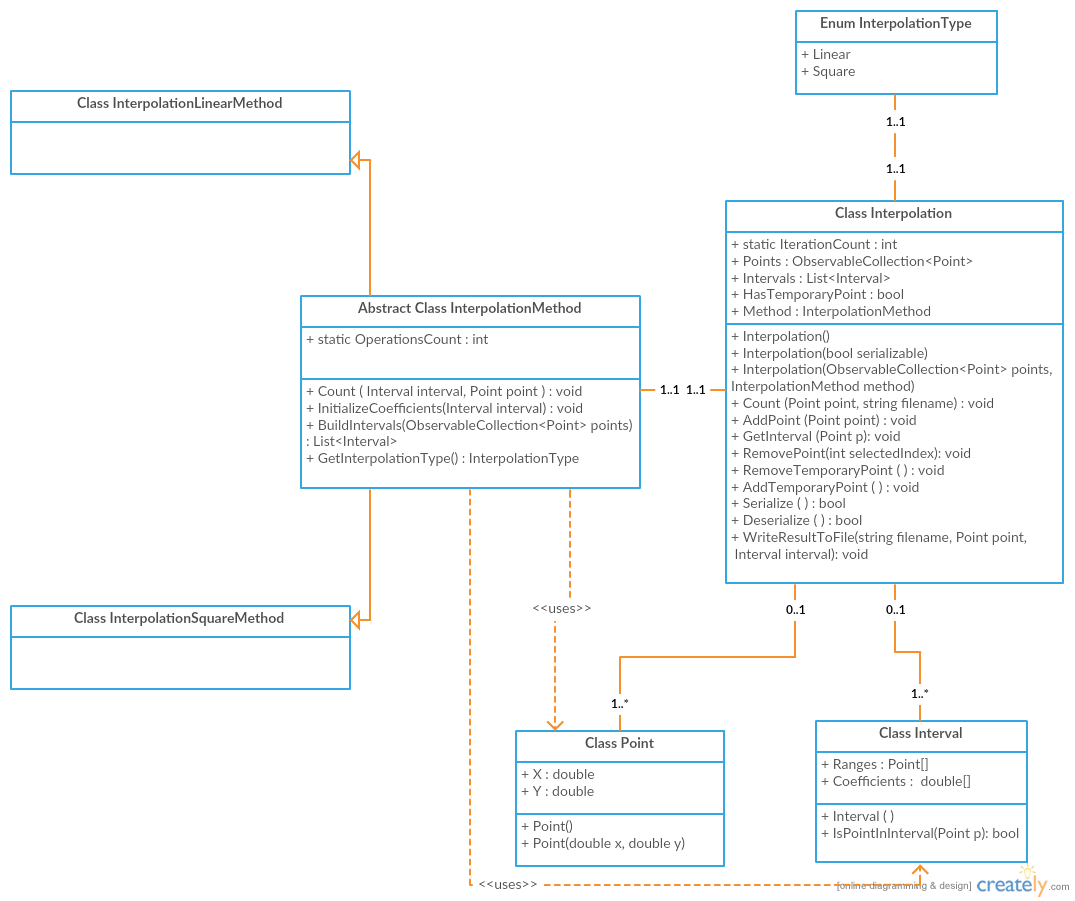 Enum InterpolationType
+ Linear
+ Square
1..1
1..1
Class InterpolationLinearMethod
Class Interpolation
+ static IterationCount : int
+ Points : ObservableCollection<Point>
+ Intervals : List<Interval>
+ HasTemporaryPoint : bool
+ Method : InterpolationMethod
+ Interpolation()
+ Interpolation(bool serializable)
+ Interpolation(ObservableCollection<Point> points,
InterpolationMethod method)
+ Count (Point point, string filename) : void
+ AddPoint (Point point) : void
+ GetInterval (Point p): void
+ RemovePoint(int selectedIndex): void
+ RemoveTemporaryPoint ( ) : void
+ AddTemporaryPoint ( ) : void
+ Serialize ( ) : bool
+ Deserialize ( ) : bool
+ WriteResultToFile(string filename, Point point,
Interval interval): void
Abstract Class InterpolationMethod
+ static OperationsCount : int
+ Count ( Interval interval, Point point ) : void
+ InitializeCoefficients(Interval interval) : void
+ BuildIntervals(ObservableCollection<Point> points)
: List<Interval>
+ GetInterpolationType() : InterpolationType
1..1 1..1
Class InterpolationSquareMethod
<<uses>>
0..1
0..1
1..*
1..*
Class Point
+ X : double
+ Y : double
+ Point()
+ Point(double x, double y)
Class Interval
+ Ranges : Point[]
+ Coefficients : double[]
+ Interval ( )
+ IsPointInInterval(Point p): bool
<<uses>>
[online diagramming & design] creately.com